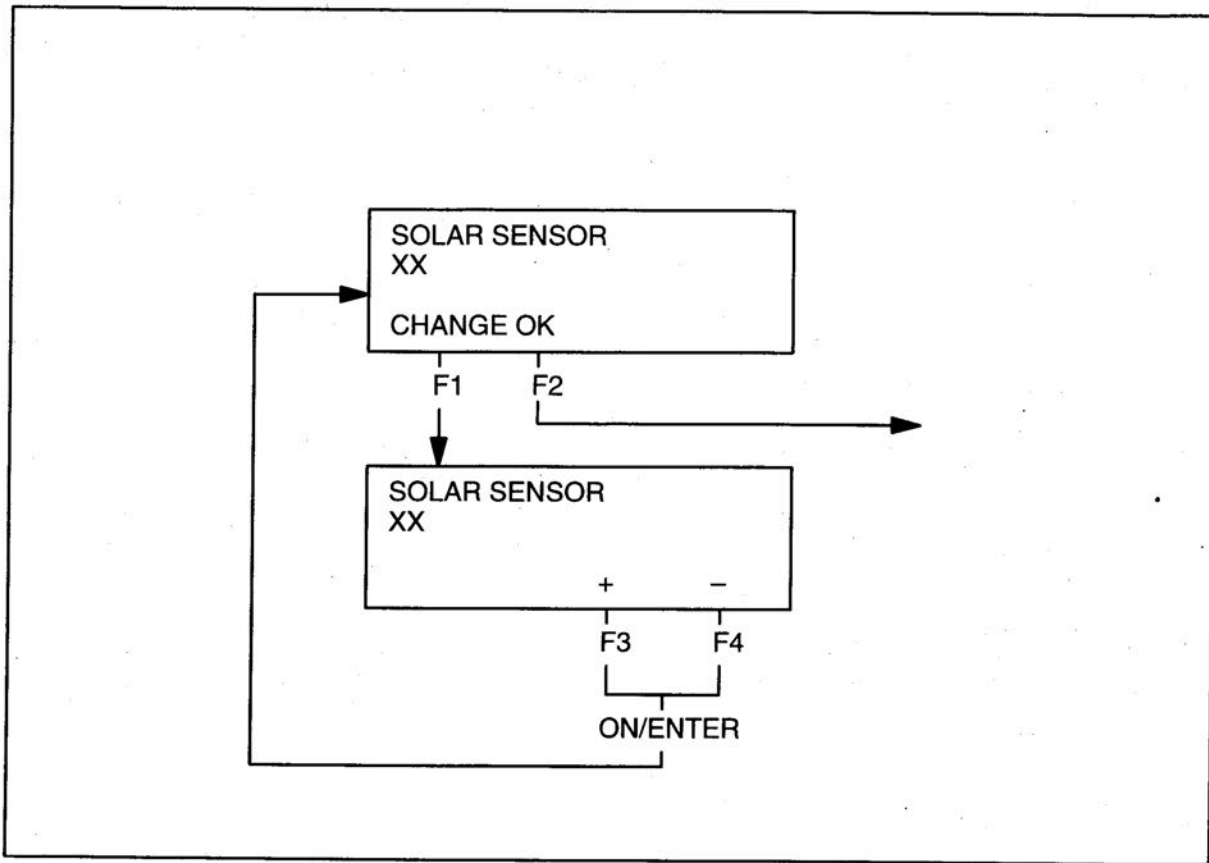 SOLAR SENSOR
XX
CHANGE OK
F1 F2
SOLAR SENSOR
XX
+ –
F3 F4
ON/ENTER